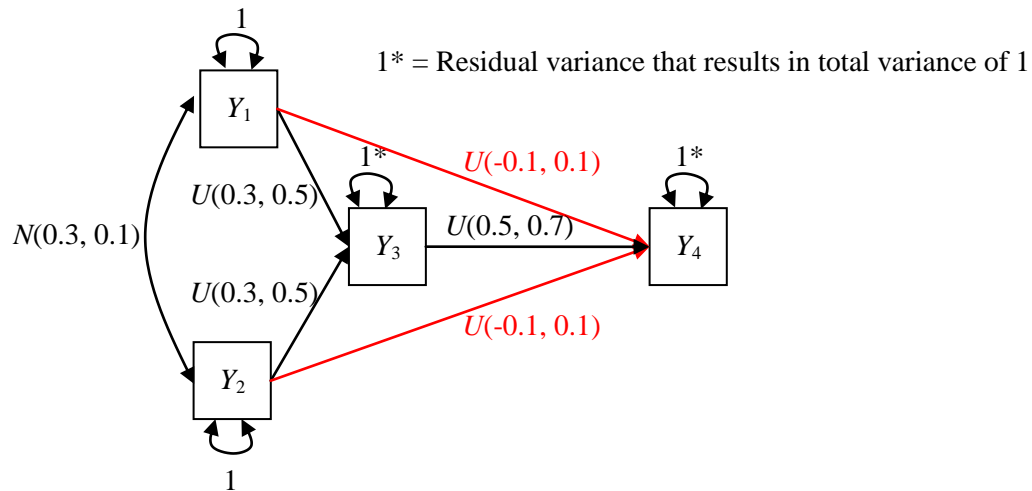 1
1* = Residual variance that results in total variance of 1
Y1
U(-0.1, 0.1)
1*
1*
U(0.3, 0.5)
U(0.5, 0.7)
N(0.3, 0.1)
Y3
Y4
U(0.3, 0.5)
U(-0.1, 0.1)
Y2
1